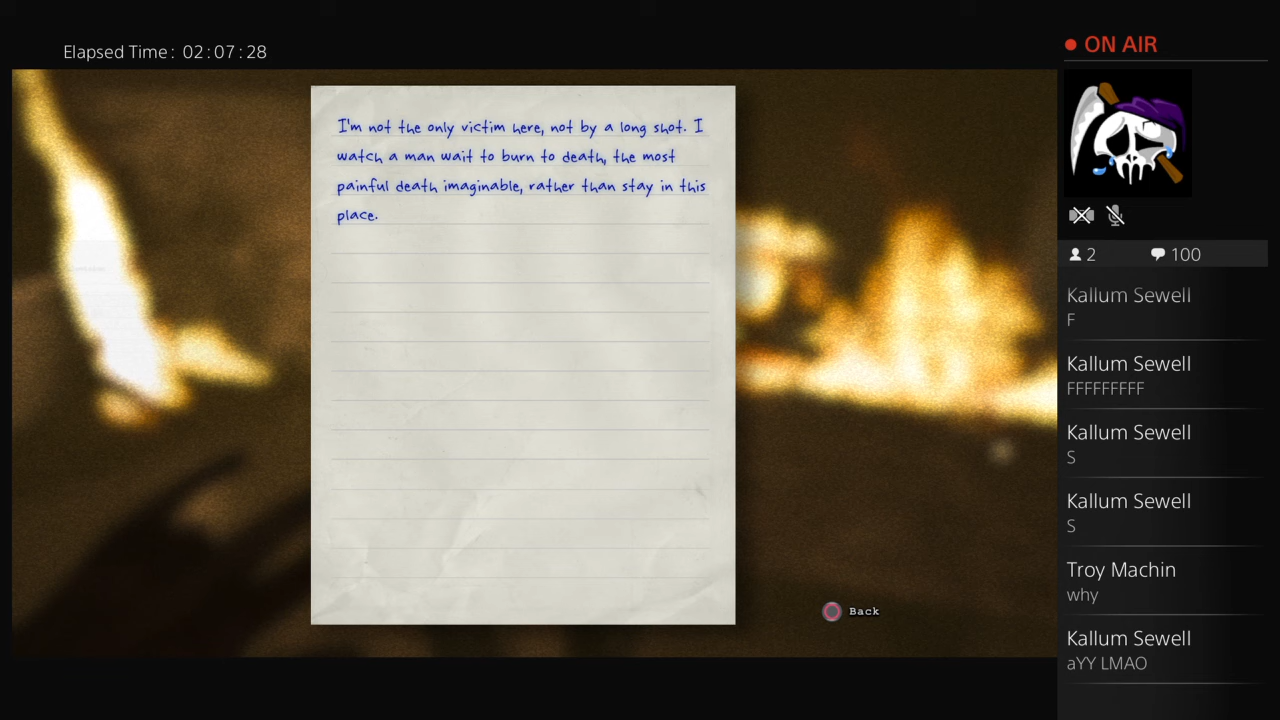 Elapsed Time: 02:07:28
ON AIR
I'm not the only victim here, not by a long shot. I
watch a man wait to burn to death, the most
painful death imaginable, rather than stay in this
place.
Back
2
100
Kallum Sewell
F
Kallum Sewell
FFFFFFFFF
Kallum Sewell
S
Kallum Sewell
S
Troy Machin
why
Kallum Sewell
aYY LMAO